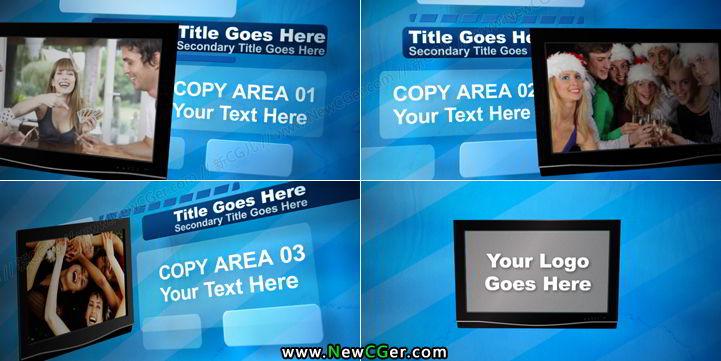 Title Goes Here
Secondary Title Goes Here
COPY AREA 01
Your Text Here
Title Goes Here
Secondary Title Goes H
COPY AREA 02
Your Text Here
Title Goes Here
Secondary Title Goes Here
COPY AREA 03
Your Text Here
Your Logo
Goes Here
www.NewCGer.com